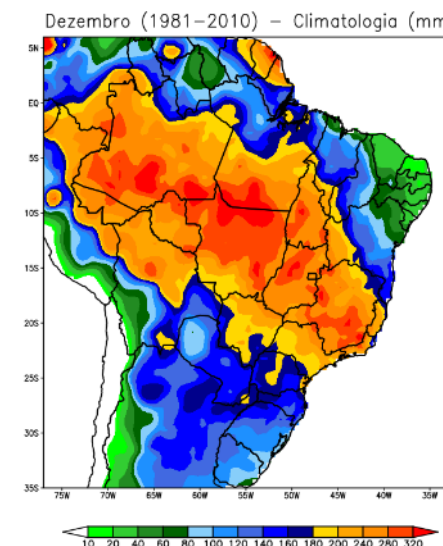 Dezembro (1981−2010) − Climatologia (mm
5N
EQ
5S
10S
15S
20S
25S
30S
35S
75W 70W 65W 60W 55W 50W 45W 40W 35W
10 20 40 60 80 100 120 140 160 180 200 240 280 320